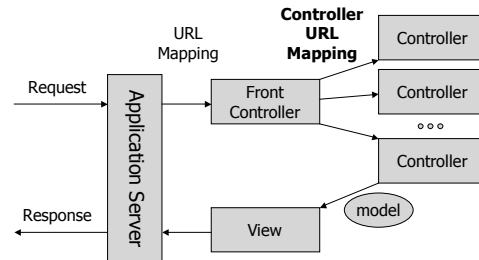 Controller
URL
Mapping
URL
Mapping
Controller
Request
Application Server
Front
Controller
Controller
Controller
Response
View
model